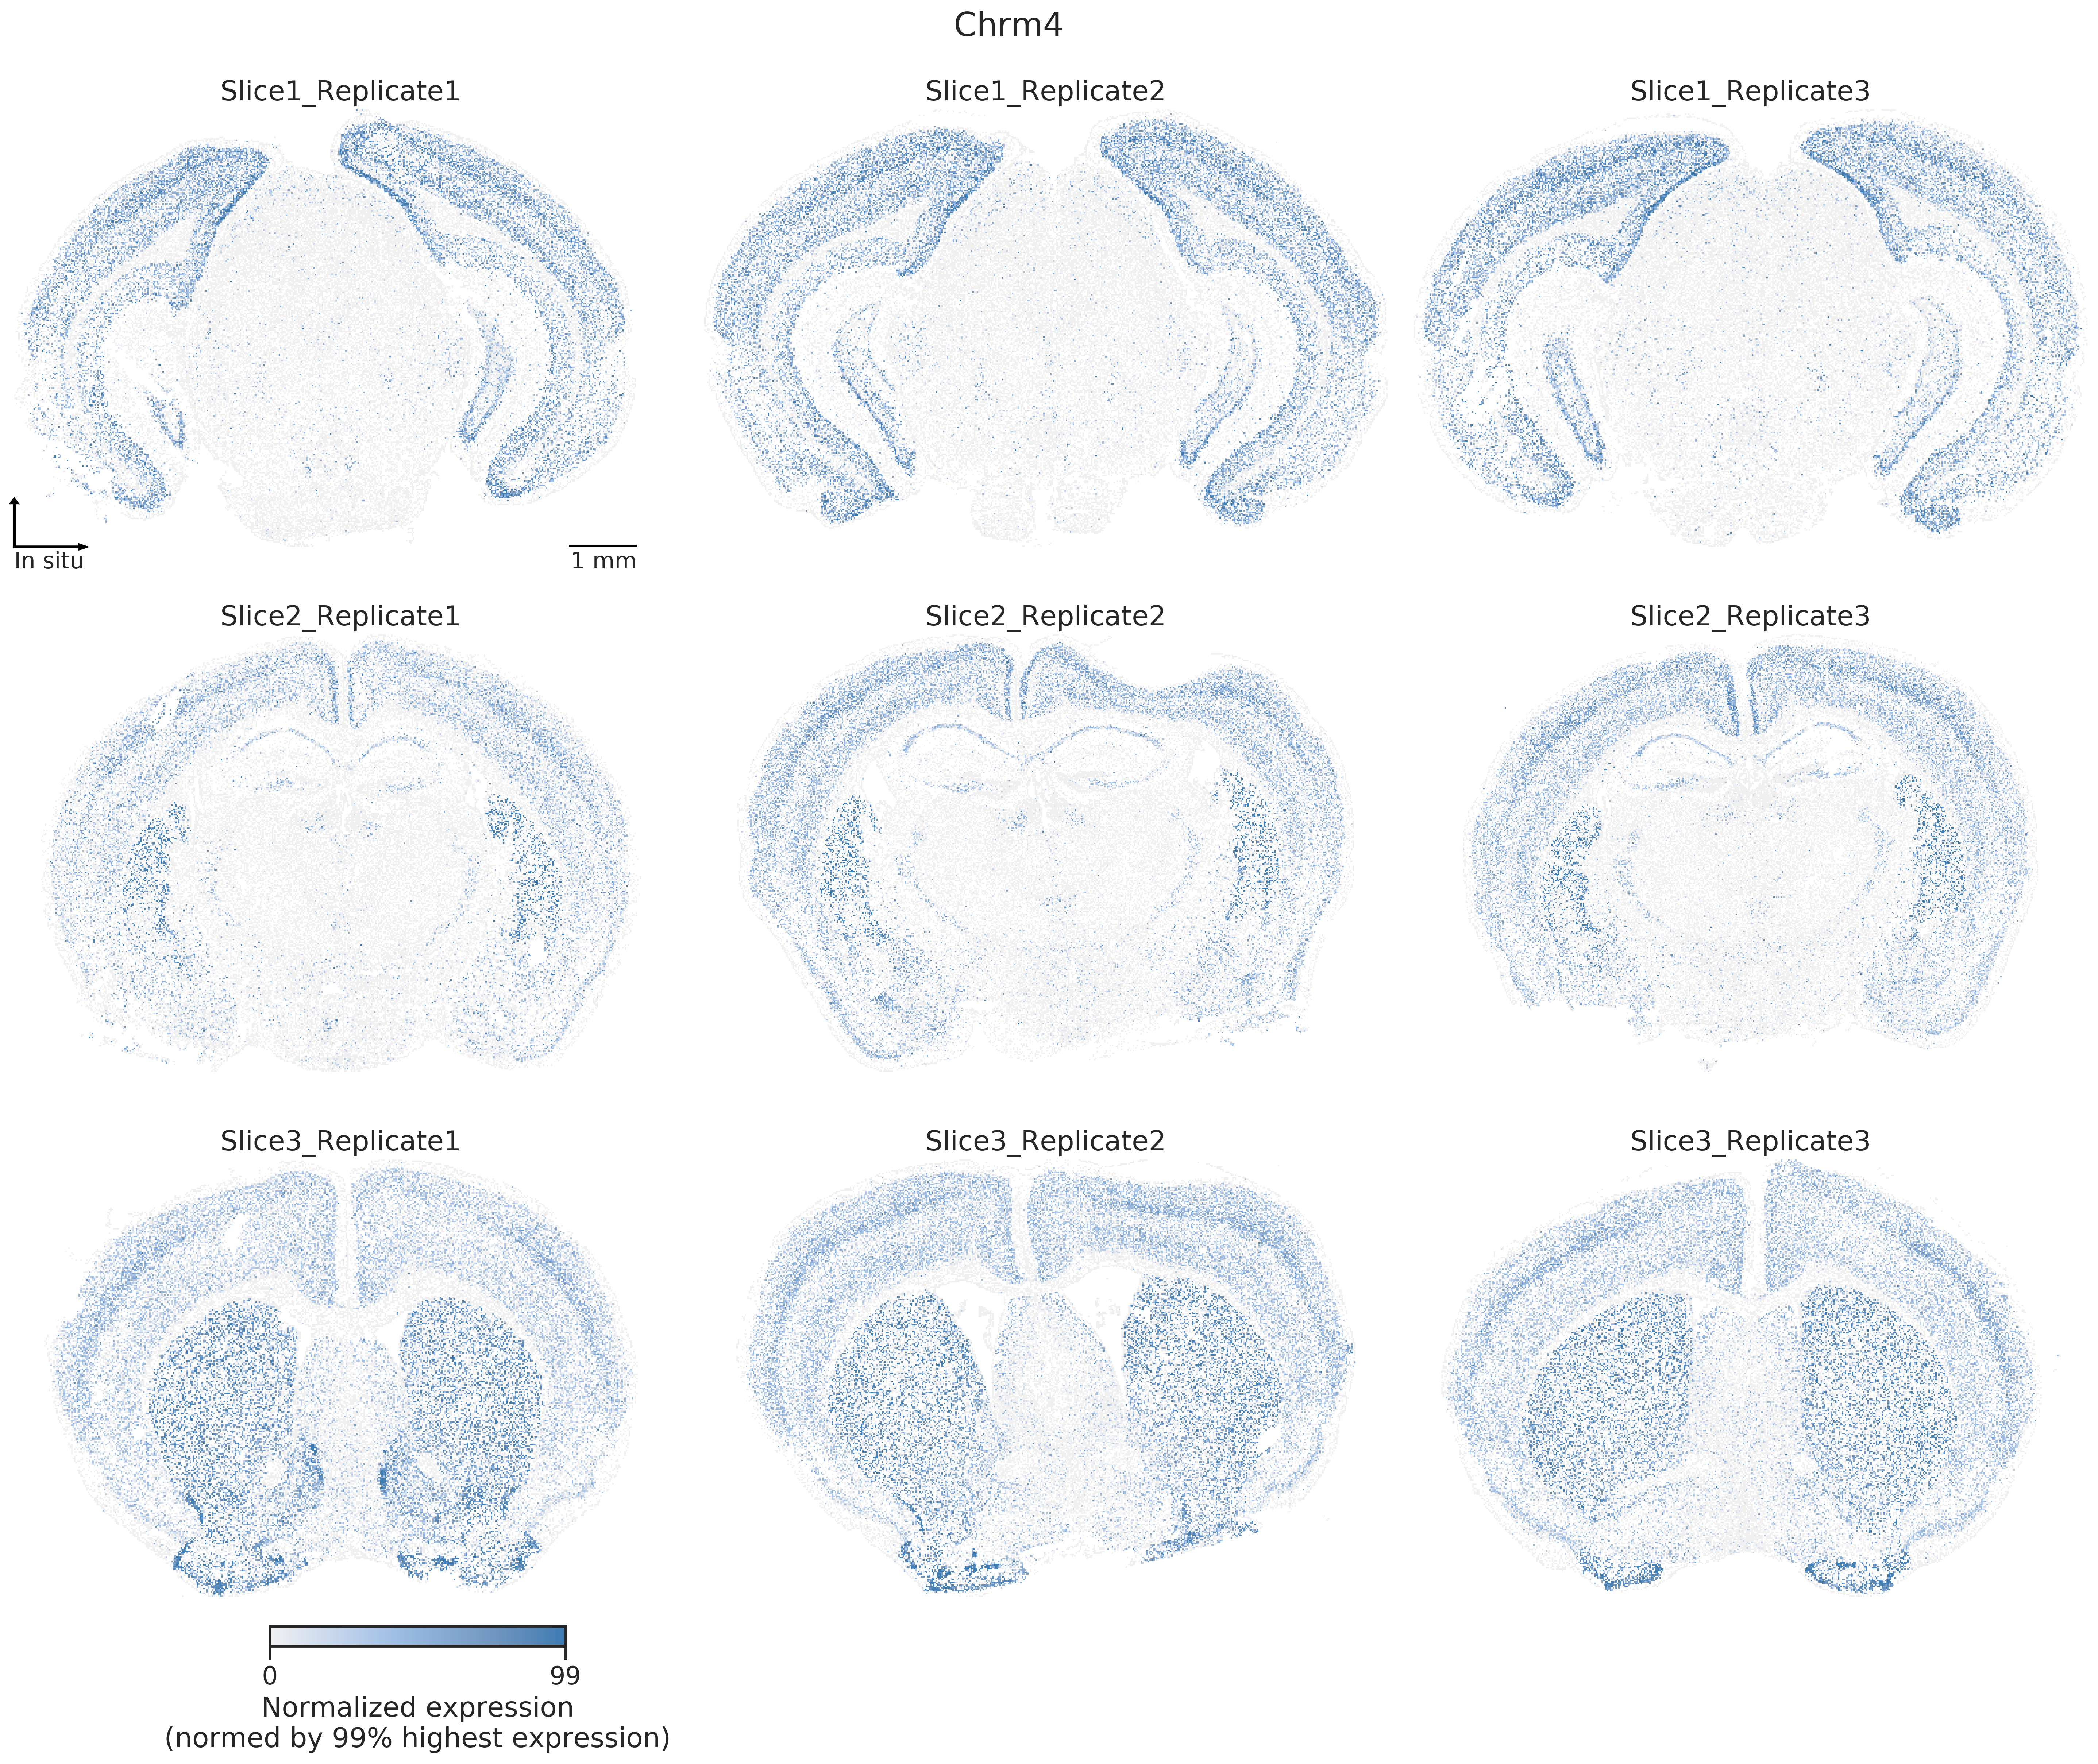 Chrm4
Slice1_Replicate1
Slice1_Replicate2
Slice1_Replicate3
In situ
1 mm
Slice2_Replicate1
Slice2_Replicate2
Slice2_Replicate3
Slice3_Replicate1
Slice3_Replicate2
Slice3_Replicate3
0
99
Normalized expression
(normed by 99% highest expression)